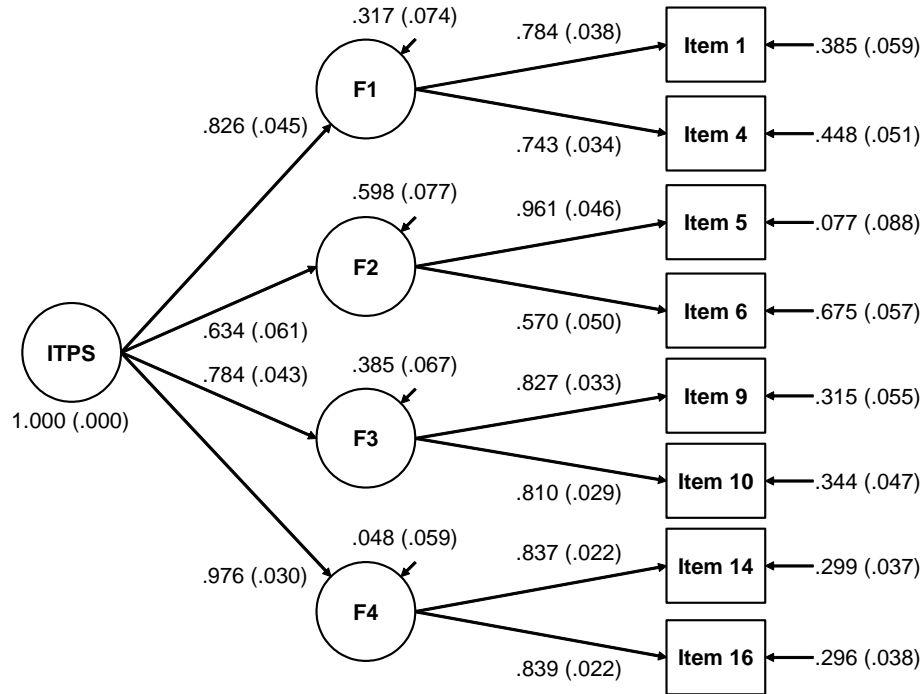 .317 (.074)
.784 (.038)
Item 1
.385 (.059)
F1
.826 (.045)
.743 (.034)
Item 4
.448 (.051)
.598 (.077)
.961 (.046)
Item 5
.077 (.088)
F2
.634 (.061)
.570 (.050)
Item 6
.675 (.057)
ITPS
1.000 (.000)
.784 (.043)
.385 (.067)
.827 (.033)
Item 9
.315 (.055)
F3
.810 (.029)
Item 10
.344 (.047)
.976 (.030)
.048 (.059)
.837 (.022)
Item 14
.299 (.037)
F4
.839 (.022)
Item 16
.296 (.038)